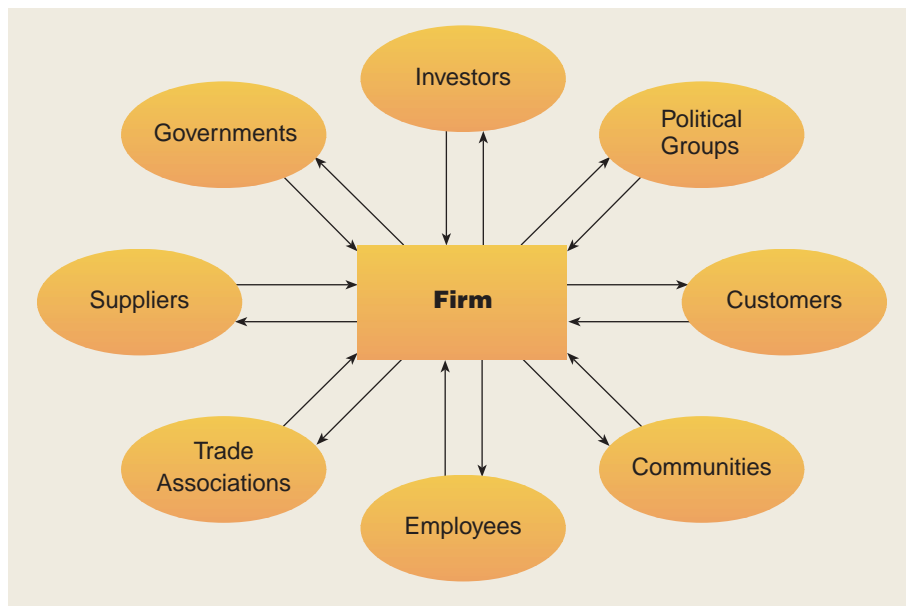 Investors
Governments
Political
Groups
Suppliers
Firm
Customers
Trade
Associations
Communities
Employees